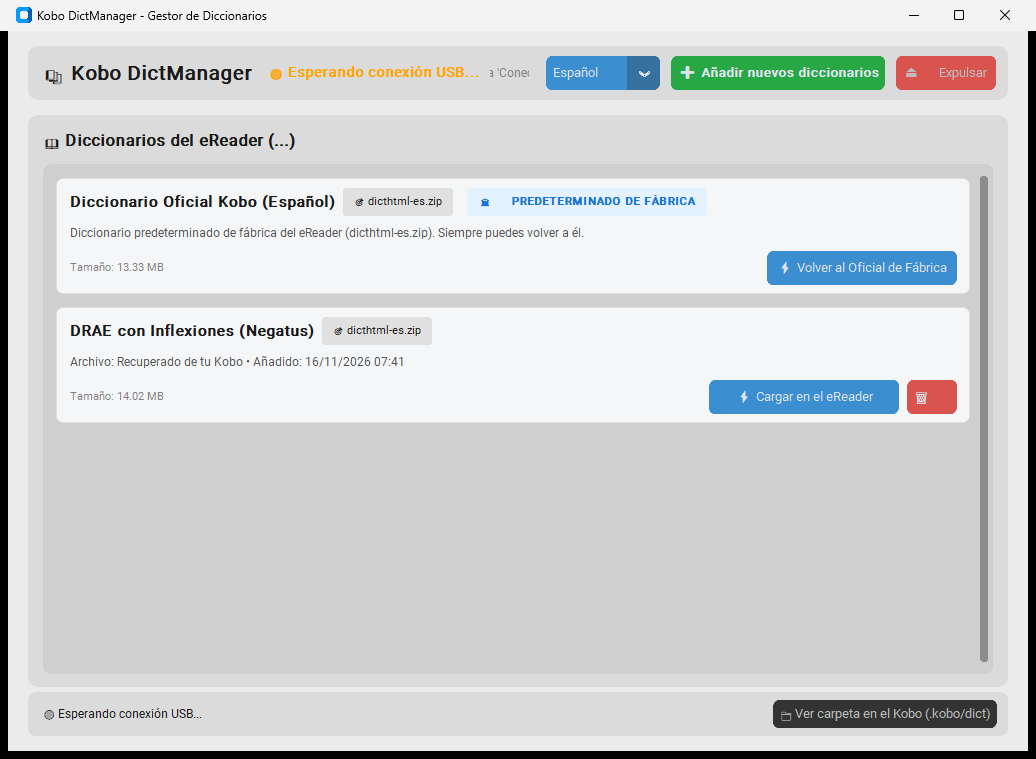 Kobo DictManager - Gestor de Diccionarios
Kobo DictManager
Esperando conexión USB...
a 'Conec
Español
Añadir nuevos diccionarios
Expulsar
Diccionarios del eReader (...)
Diccionario Oficial Kobo (Español)
dicthtml-es.zip
PREDETERMINADO DE FÁBRICA
Diccionario predeterminado de fábrica del eReader (dicthtml-es.zip). Siempre puedes volver a él.
Tamaño: 13.33 MB
Volver al Oficial de Fábrica
DRAE con Inflexiones (Negatus)
dicthtml-es.zip
Archivo: Recuperado de tu Kobo • Añadido: 16/11/2026 07:41
Tamaño: 14.02 MB
Cargar en el eReader
Esperando conexión USB...
Ver carpeta en el Kobo (.kobo/dict)